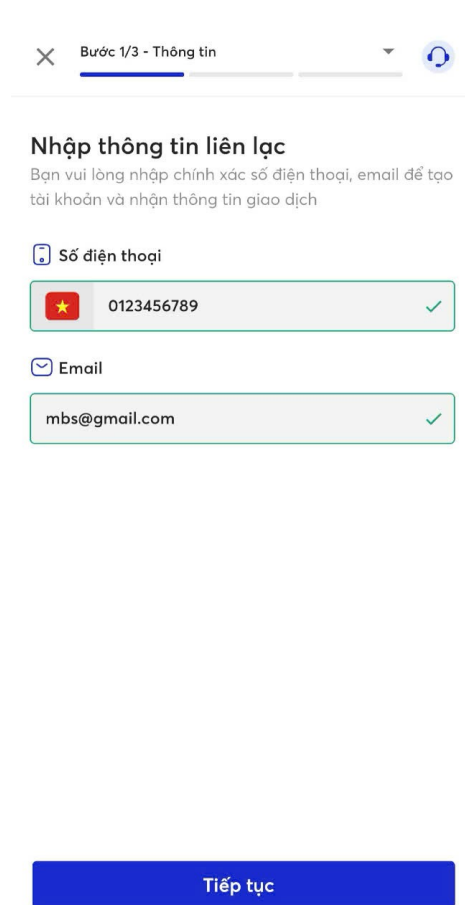 Bước 1/3 - Thông tin
Nhập thông tin liên lạc
Bạn vui lòng nhập chính xác số điện thoại, email để tạo
tài khoản và nhận thông tin giao dịch
Số điện thoại
0123456789
Email
mbs@gmail.com
Tiếp tục